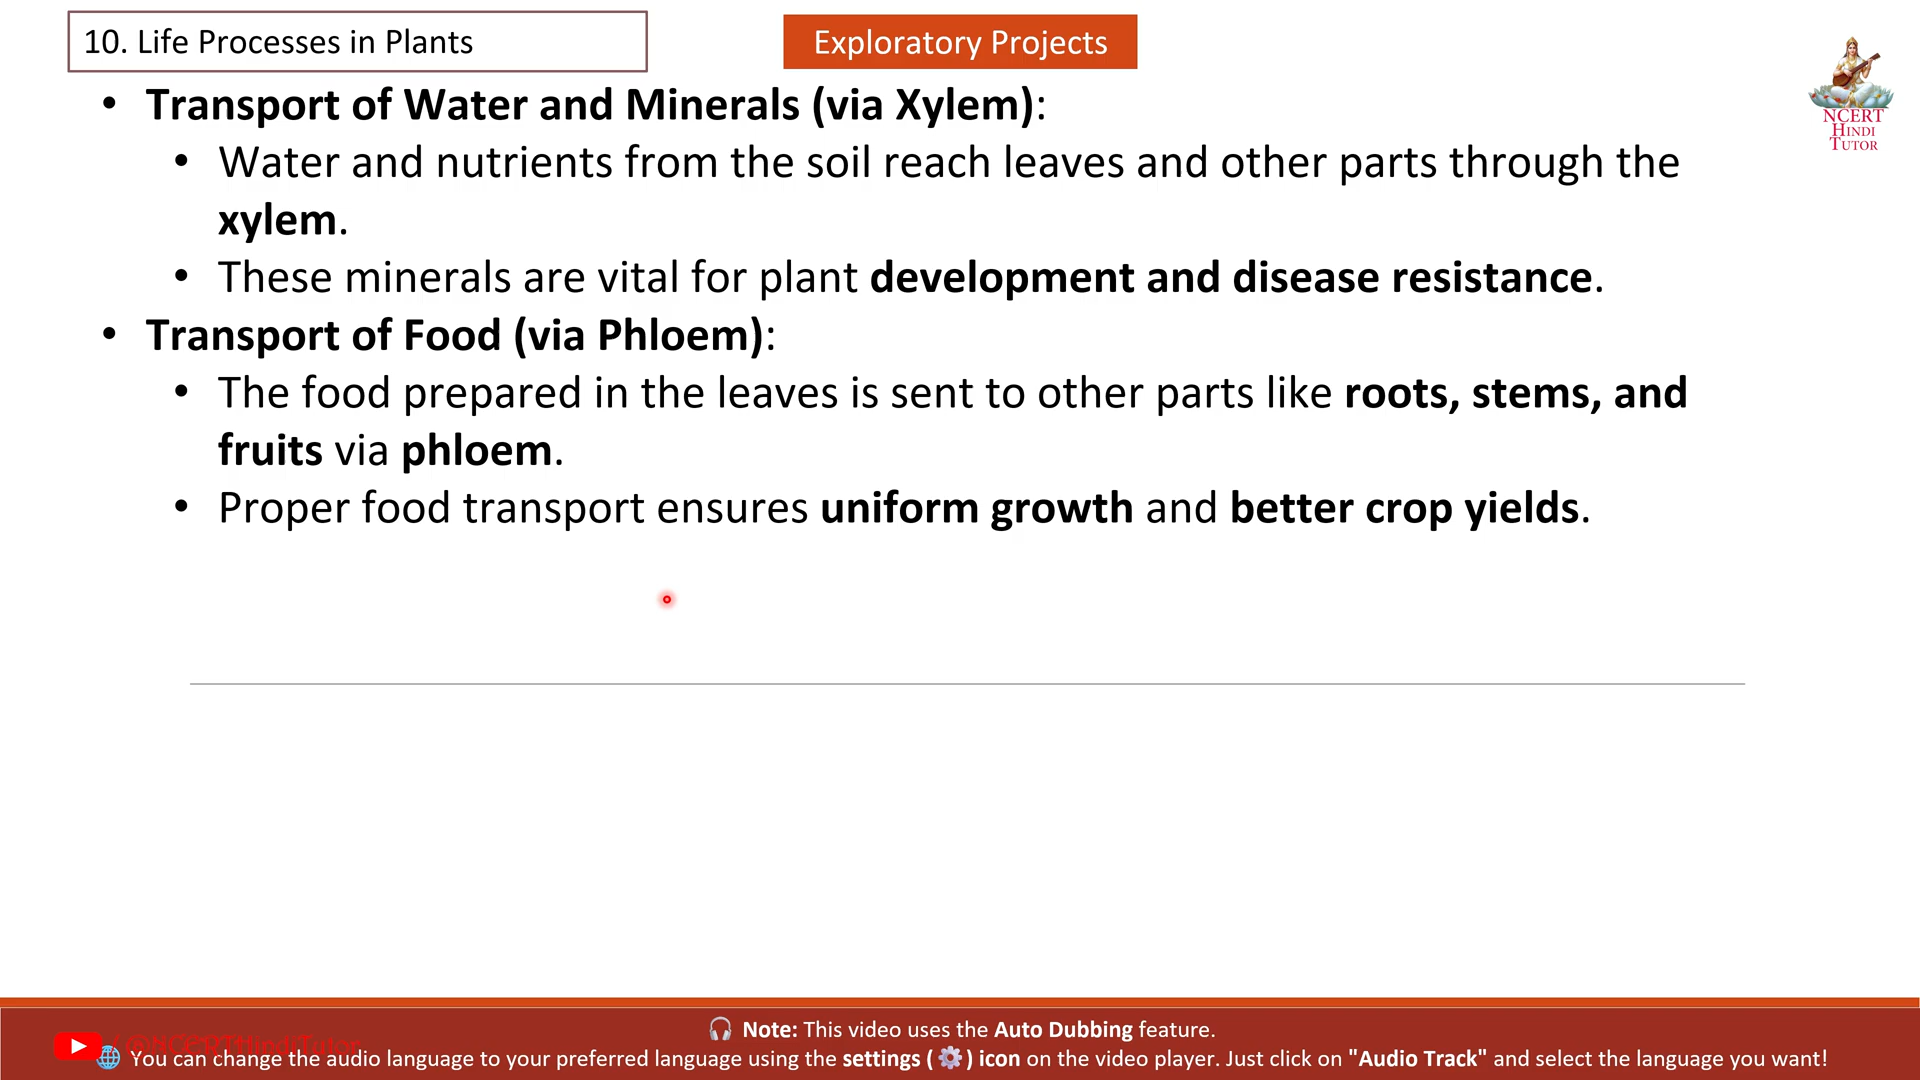 10. Life Processes in Plants
Exploratory Projects
NCERT
HINDI
TUTOR
• Transport of Water and Minerals (via Xylem):
• Water and nutrients from the soil reach leaves and other parts through the
xylem.
• These minerals are vital for plant development and disease resistance.
• Transport of Food (via Phloem):
• The food prepared in the leaves is sent to other parts like roots, stems, and
fruits via phloem.
• Proper food transport ensures uniform growth and better crop yields.
Note: This video uses the Auto Dubbing feature.
@NCERTHindiTutor
You can change the audio language to your preferred language using the settings ( ⚙ ) icon on the video player. Just click on "Audio Track" and select the language you want!